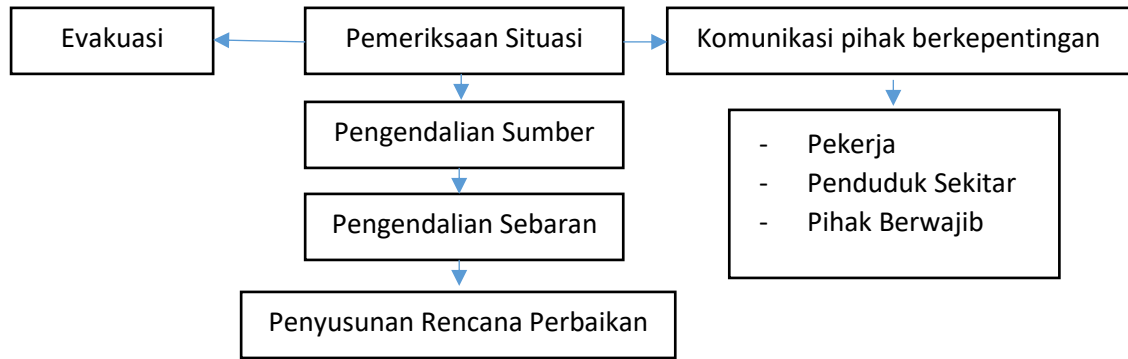 Evakuasi
Pemeriksaan Situasi
Komunikasi pihak berkepentingan
Pengendalian Sumber
Pengendalian Sebaran
Penyusunan Rencana Perbaikan
- Pekerja
- Penduduk Sekitar
- Pihak Berwajib